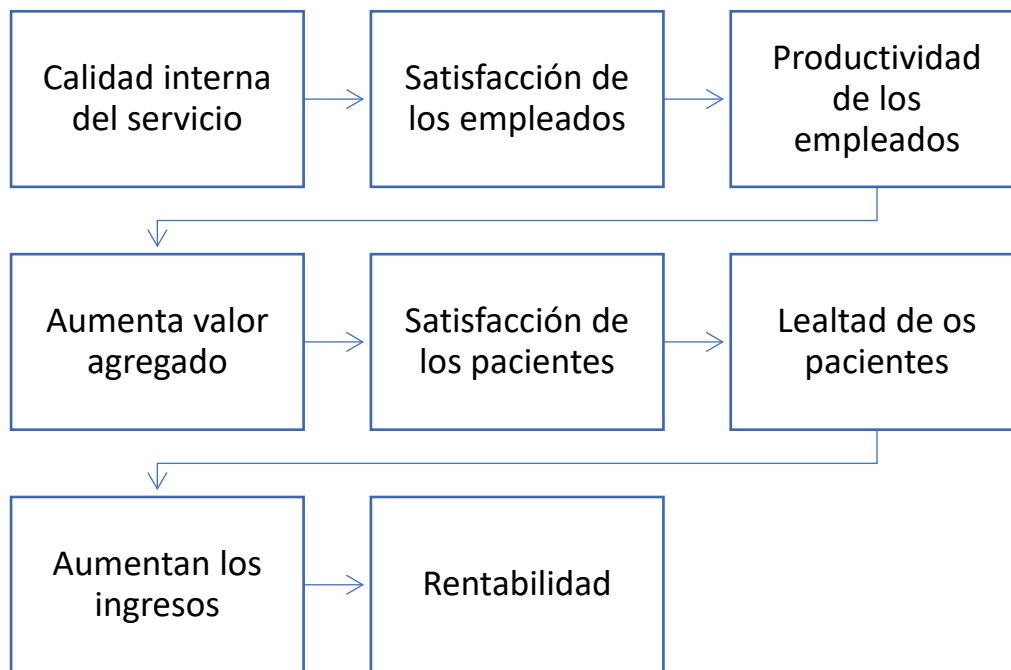 Calidad interna
del servicio
Satisfacción de
los empleados
Productividad
de los
empleados
Aumenta valor
agregado
Satisfacción de
los pacientes
Lealtad de os
pacientes
Aumentan los
ingresos
Rentabilidad